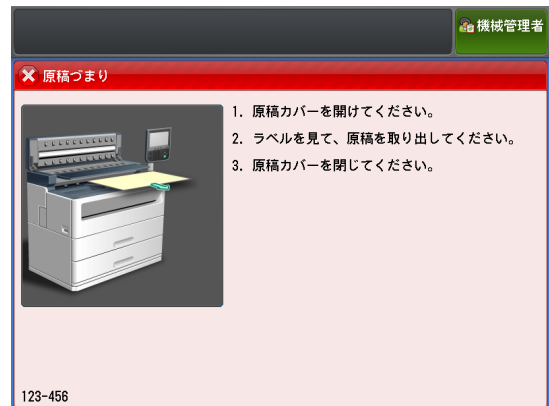 機械管理者
原稿づまり
1. 原稿カバーを開けてください。
2. ラベルを見て、原稿を取り出してください。
3. 原稿カバーを閉じてください。
123-456